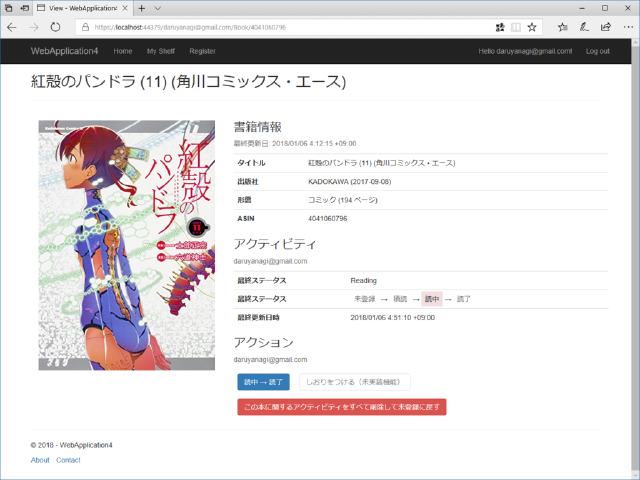 View - WebApplication4
https://localhost:44379/daruyanagi@gmail.com/Book/4041060796
WebApplication4 Home My Shelf Register Hello daruyanagi@gmail.com! Log out
紅殻のパンドラ (11) (角川コミックス・エース)
紅殻のパンドラ
11
書籍情報
最終更新日: 2018/01/06 4:12:15 +09:00
タイトル 紅殻のパンドラ (11) (角川コミックス・エース)
出版社 KADOKAWA (2017-09-08)
形態 コミック (194 ページ)
ASIN 4041060796
アクティビティ
daruyanagi@gmail.com
最終ステータス Reading
最終ステータス 未登録 → 積読 → 読中 → 読了
最終更新日時 2018/01/06 4:51:10 +09:00
アクション
daruyanagi@gmail.com
読中 → 読了 しおりをつける（未実装機能）
この本に関するアクティビティをすべて削除して未登録に戻す
© 2018 - WebApplication4
About Contact